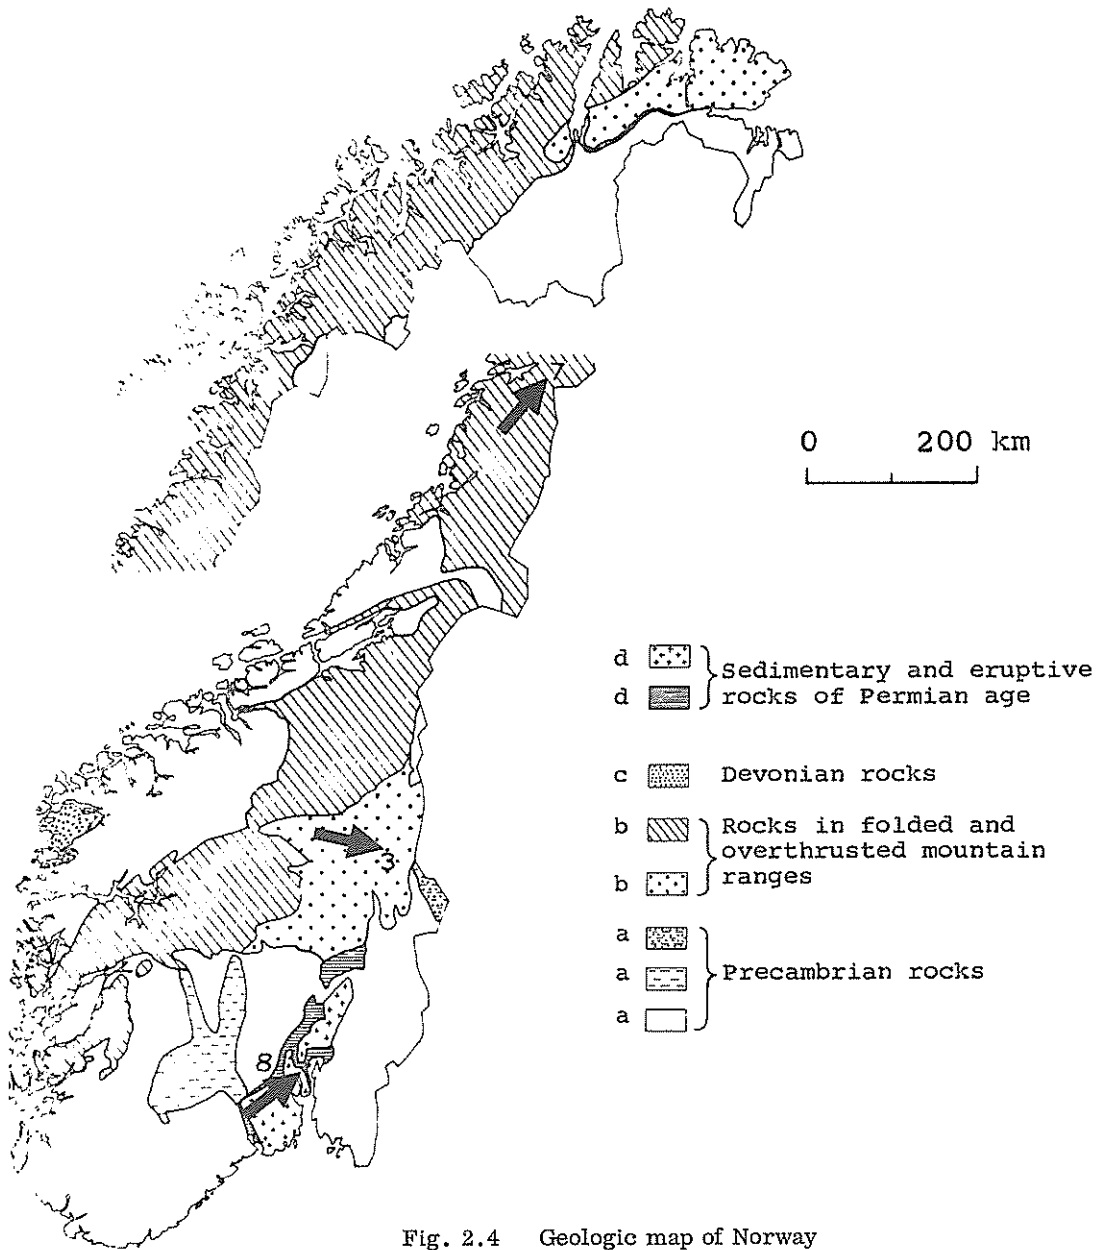 7
0 200 km
d Sedimentary and eruptive
d rocks of Permian age
c Devonian rocks
b Rocks in folded and
overthrusted mountain
b ranges
3
a
a Precambrian rocks
a
8
Fig. 2.4 Geologic map of Norway